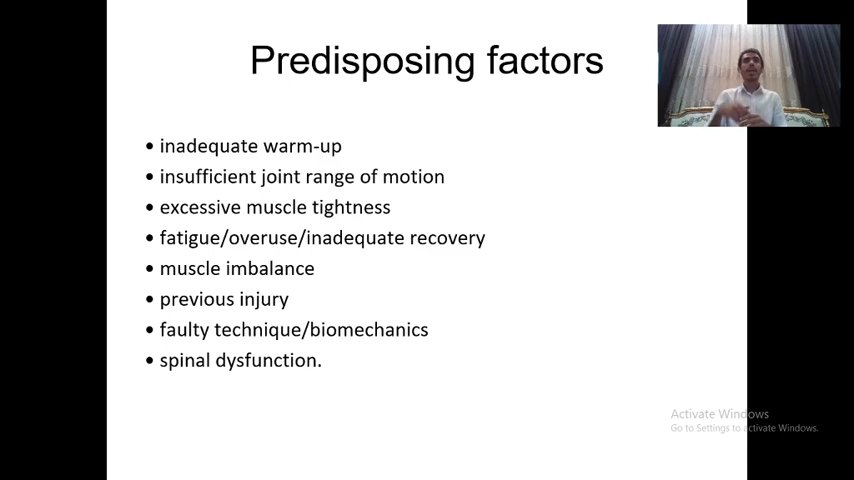 Predisposing factors
• inadequate warm-up
• insufficient joint range of motion
• excessive muscle tightness
• fatigue/overuse/inadequate recovery
• muscle imbalance
• previous injury
• faulty technique/biomechanics
• spinal dysfunction.
Activate Windows
Go to Settings to activate Windows.